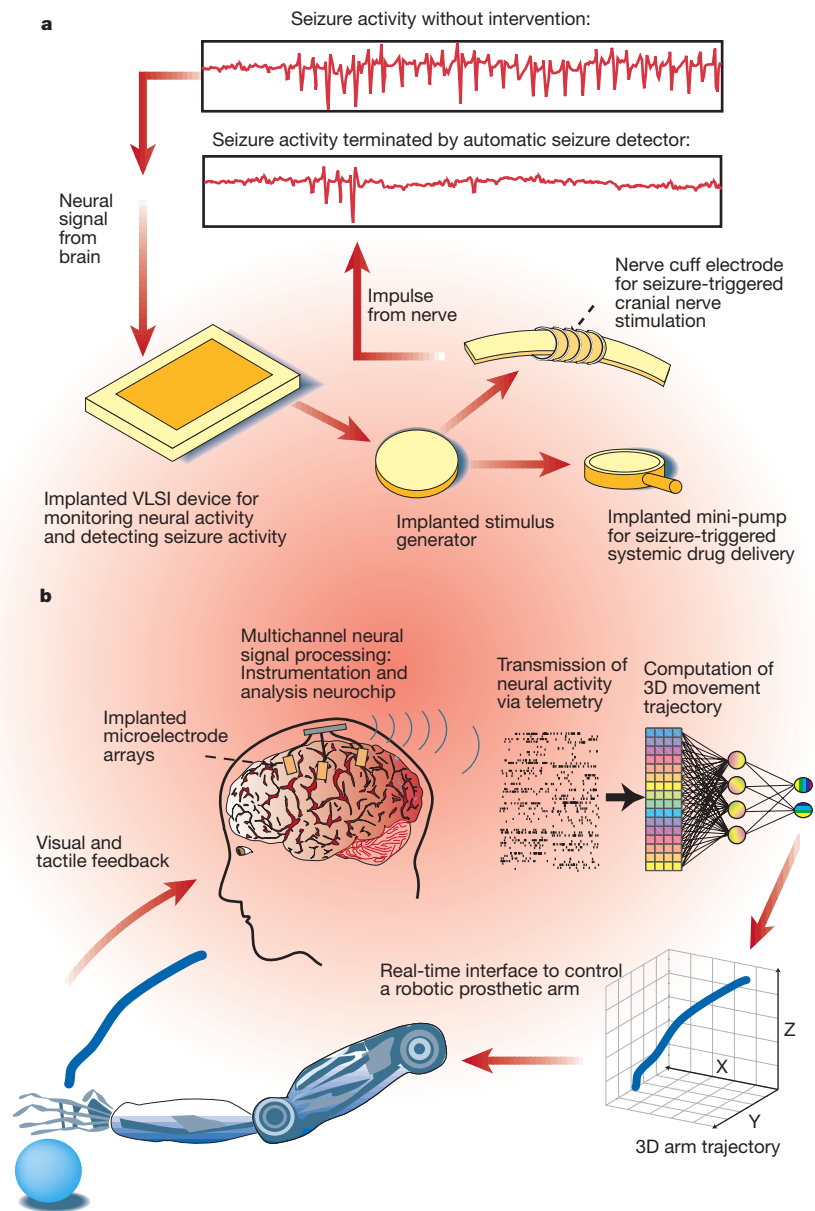 a
Seizure activity without intervention:
Seizure activity terminated by automatic seizure detector:
Neural
signal
from
brain
Impulse
from nerve
Nerve cuff electrode
for seizure-triggered
cranial nerve
stimulation
Implanted VLSI device for
monitoring neural activity
and detecting seizure activity
Implanted stimulus
generator
Implanted mini-pump
for seizure-triggered
systemic drug delivery
b
Multichannel neural
signal processing:
Instrumentation and
analysis neurochip
Implanted
microelectrode
arrays
Transmission of
neural activity
via telemetry
Computation of
3D movement
trajectory
Visual and
tactile feedback
Real-time interface to control
a robotic prosthetic arm
Z
X
Y
3D arm trajectory